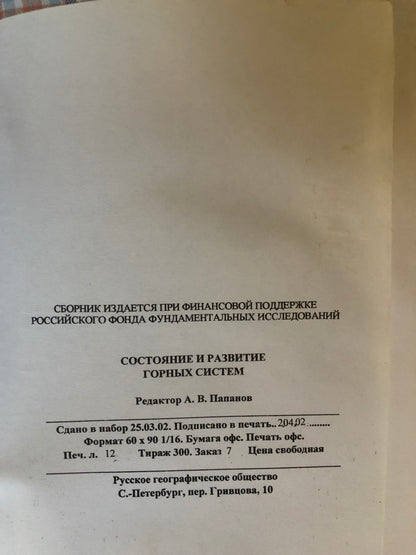 СБОРНИК ИЗДАЕТСЯ ПРИ ФИНАНСОВОЙ ПОДДЕРЖКЕ
РОССИЙСКОГО ФОНДА ФУНДАМЕНТАЛЬНЫХ ИССЛЕДОВАНИЙ
СОСТОЯНИЕ И РАЗВИТИЕ
ГОРНЫХ СИСТЕМ
Редактор А. В. Папанов
Сдано в набор 25.03.02. Подписано в печать..2.04.02........
Формат 60 x 90 1/16. Бумага офс. Печать офс.
Печ. л. 12 Тираж 300. Заказ 7 Цена свободная
Русское географическое общество
С.-Петербург, пер. Гривцова, 10